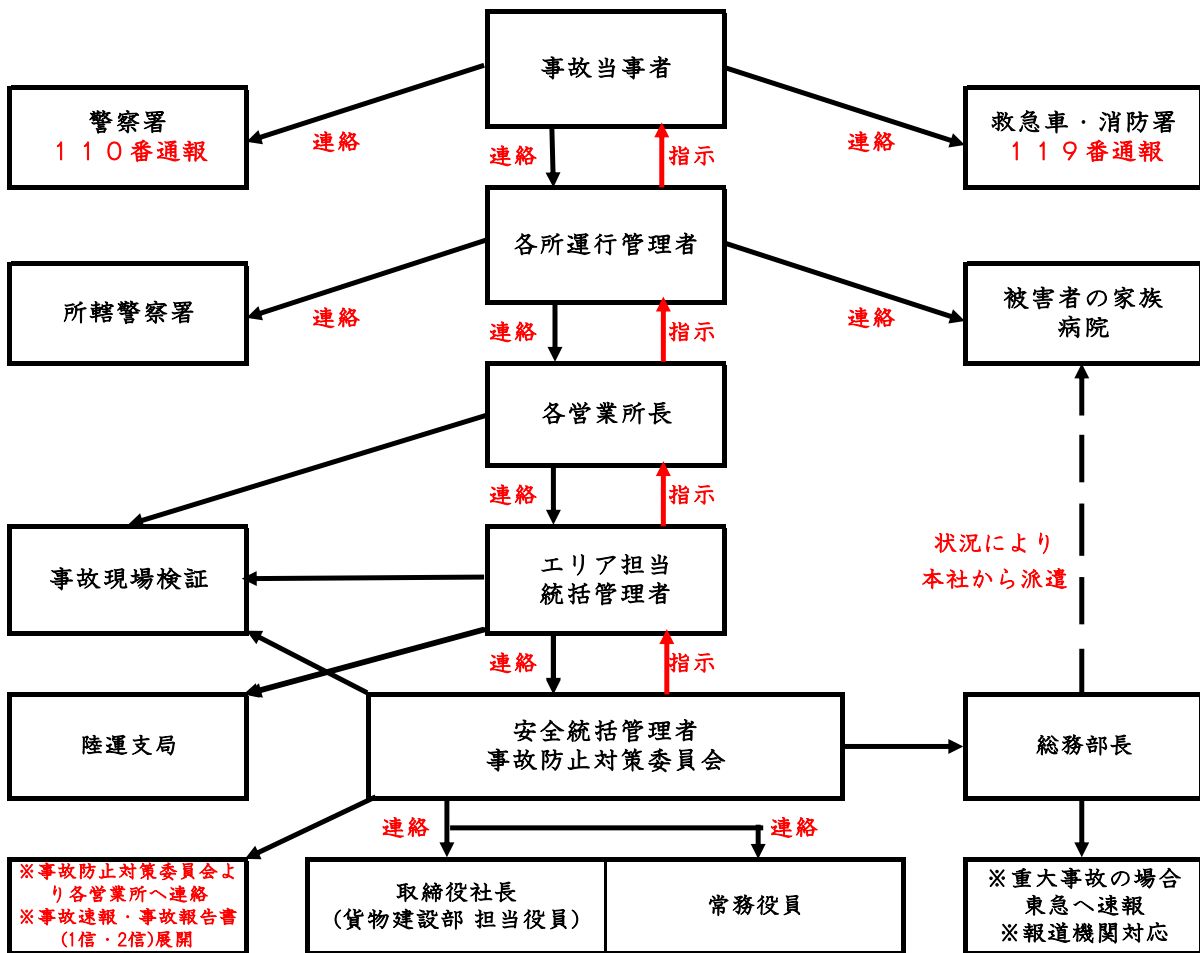 事故当事者
警察署
１１０番通報
救急車・消防署
１１９番通報
連絡
連絡
指示
連絡
各所運行管理者
所轄警察署
被害者の家族
病院
連絡
連絡
指示
連絡
各営業所長
連絡
指示
事故現場検証
エリア担当
統括管理者
状況により
本社から派遣
連絡
指示
陸運支局
安全統括管理者
事故防止対策委員会
総務部長
連絡
連絡
※事故防止対策委員会よ
り各営業所へ連絡
※事故速報・事故報告書
(1信・2信)展開
取締役社長
(貨物建設部 担当役員)
常務役員
※重大事故の場合
東急へ速報
※報道機関対応